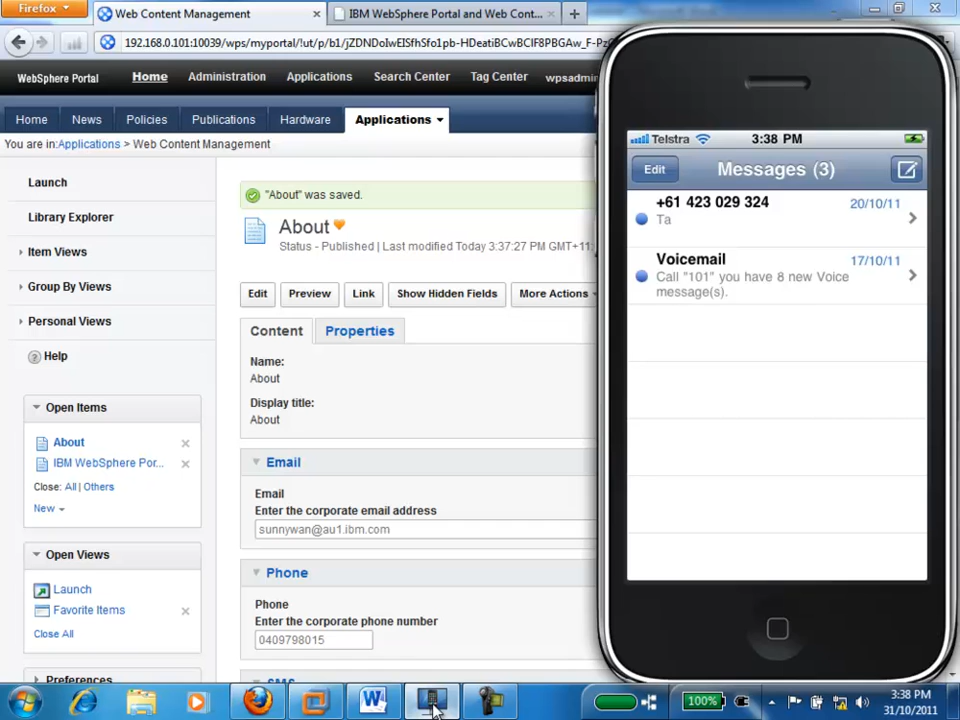 Firefox
Web Content Management
IBM WebSphere Portal and Web Cont...
192.168.0.101:10039/wps/myportal/!ut/p/b1/
WebSphere Portal
Home
Administration
Applications
Search Center
Tag Center
wpsadmin
Home
News
Policies
Publications
Hardware
Applications
You are in: Applications > Web Content Management
Launch
Library Explorer
Item Views
Group By Views
Personal Views
? Help
Open Items
About
IBM WebSphere Por...
Close: All | Others
New
Open Views
Launch
Favorite Items
Close All
Preferences
"About" was saved.
About
Status - Published | Last modified Today 3:37:27 PM GMT+11;
Edit
Preview
Link
Show Hidden Fields
More Actions
Content
Properties
Name:
About
Display title:
About
Email
Email
Enter the corporate email address
sunnywan@au1.ibm.com
Phone
Phone
Enter the corporate phone number
0409798015
SMS
Telstra
3:38 PM
Edit
Messages (3)
+61 423 029 324
20/10/11
Ta
Voicemail
17/10/11
Call "101" you have 8 new Voice
message(s).
100%
3:38 PM
31/10/2011